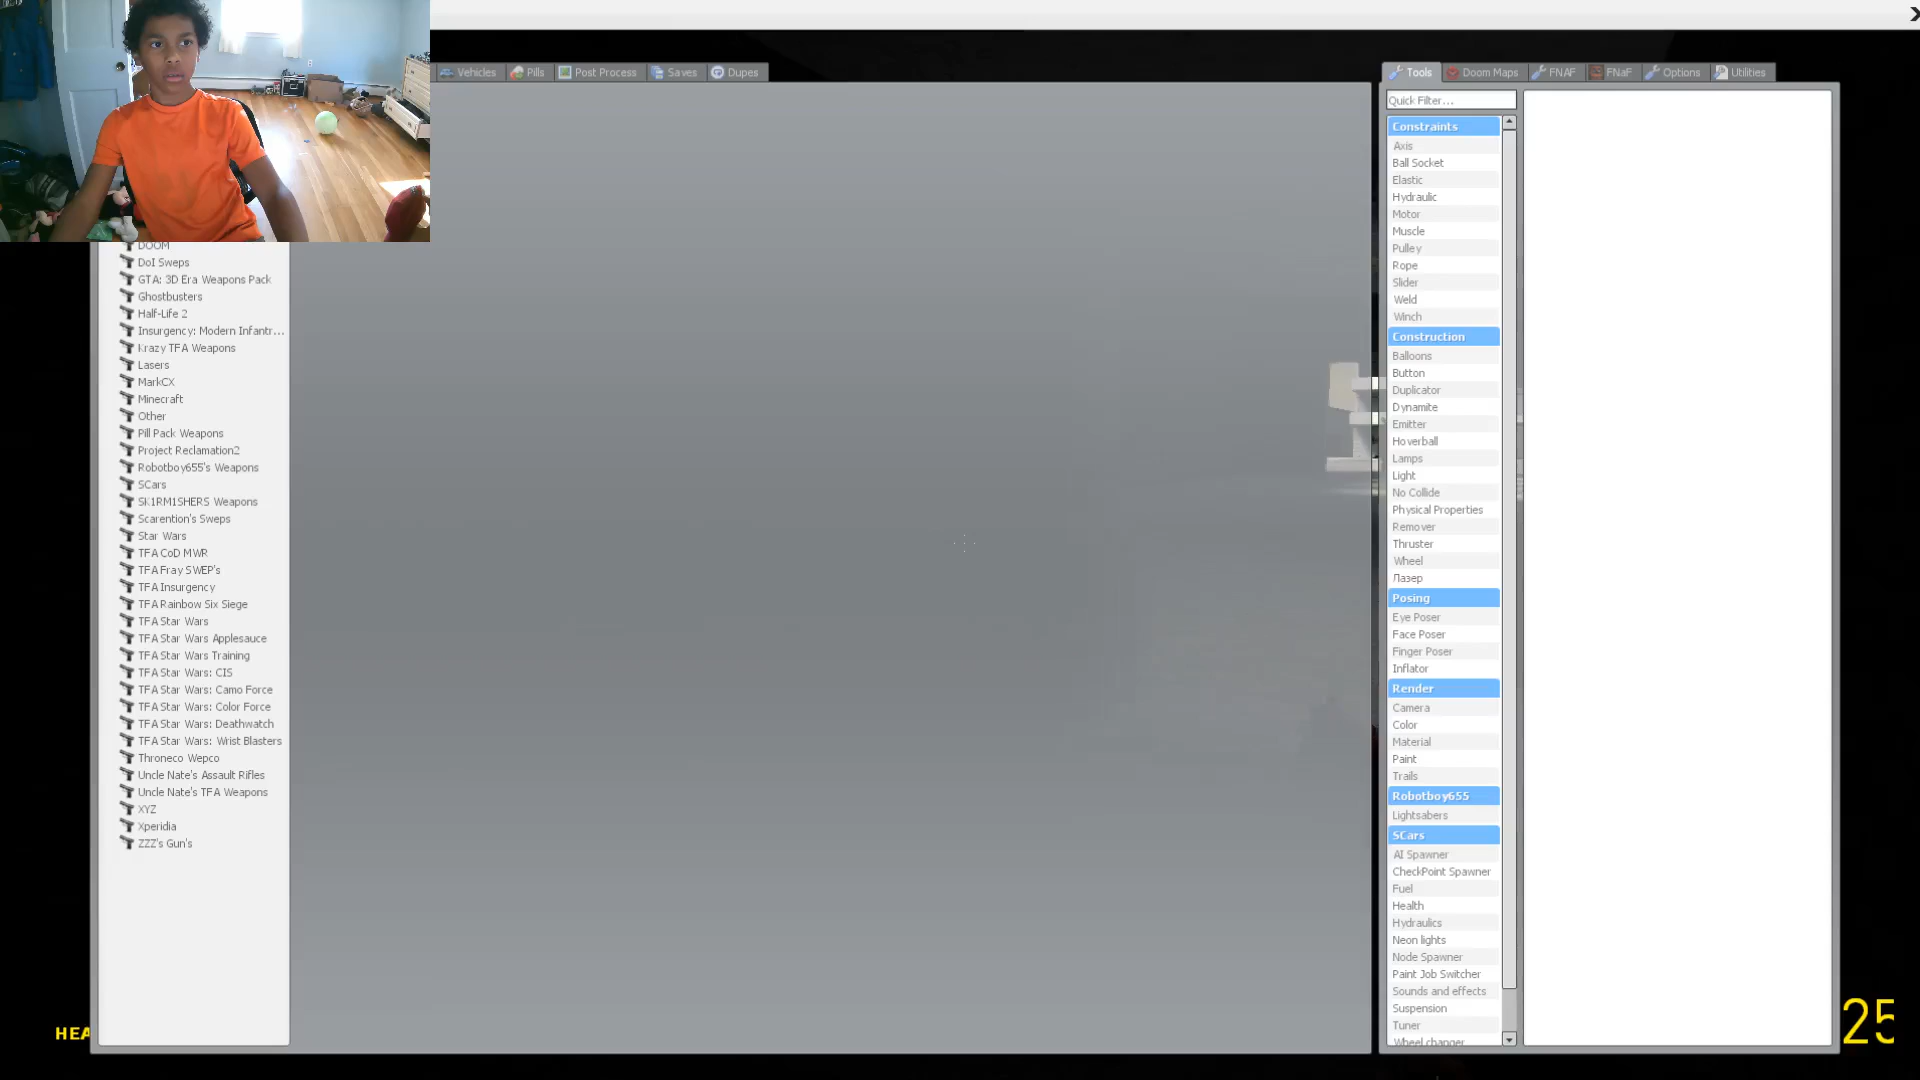 Vehicles
Pills
Post Process
Saves
Dupes
Tools
Doom Maps
FNAF
FNaF
Options
Utilities
DOOM
DoI Sweps
GTA: 3D Era Weapons Pack
Ghostbusters
Half-Life 2
Insurgency: Modern Infantr...
Krazy TFA Weapons
Lasers
MarkCX
Minecraft
Other
Pill Pack Weapons
Project Reclamation2
Robotboy655's Weapons
SCars
SK1RM1SHERS Weapons
Scarention's Sweps
Star Wars
TFA CoD MWR
TFA Fray SWEP's
TFA Insurgency
TFA Rainbow Six Siege
TFA Star Wars
TFA Star Wars Applesauce
TFA Star Wars Training
TFA Star Wars: CIS
TFA Star Wars: Camo Force
TFA Star Wars: Color Force
TFA Star Wars: Deathwatch
TFA Star Wars: Wrist Blasters
Throneco Wepco
Uncle Nate's Assault Rifles
Uncle Nate's TFA Weapons
XYZ
Xperidia
ZZZ's Gun's
Quick Filter...
Constraints
Axis
Ball Socket
Elastic
Hydraulic
Motor
Muscle
Pulley
Rope
Slider
Weld
Winch
Construction
Balloons
Button
Duplicator
Dynamite
Emitter
Hoverball
Lamps
Light
No Collide
Physical Properties
Remover
Thruster
Wheel
Лазер
Posing
Eye Poser
Face Poser
Finger Poser
Inflator
Render
Camera
Color
Material
Paint
Trails
Robotboy655
Lightsabers
SCars
AI Spawner
CheckPoint Spawner
Fuel
Health
Hydraulics
Neon lights
Node Spawner
Paint Job Switcher
Sounds and effects
Suspension
Tuner
Wheel changer
HEA
25